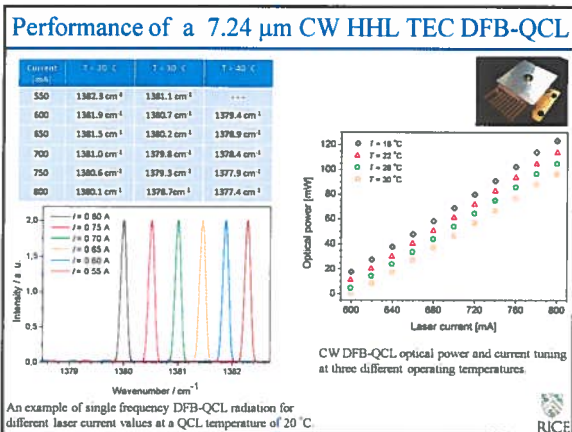 Performance of a 7.24 µm CW HHL TEC DFB-QCL
Current [mA] T = 20 °C T = 30 °C T = 40 °C
550 1382.3 cm⁻¹ 1381.1 cm⁻¹ ---
600 1381.9 cm⁻¹ 1380.7 cm⁻¹ 1379.4 cm⁻¹
650 1381.5 cm⁻¹ 1380.2 cm⁻¹ 1378.9 cm⁻¹
700 1381.0 cm⁻¹ 1379.8 cm⁻¹ 1378.4 cm⁻¹
750 1380.6 cm⁻¹ 1379.3 cm⁻¹ 1377.9 cm⁻¹
800 1380.1 cm⁻¹ 1378.7cm⁻¹ 1377.4 cm⁻¹
2,0
1,5
1,0
0,5
0,0
Intensity / a. u.
I = 0 80 A
I = 0 75 A
I = 0 70 A
I = 0 65 A
I = 0 60 A
I = 0 55 A
1379 1380 1381 1382
Wavenumber / cm⁻¹
An example of single frequency DFB-QCL radiation for
different laser current values at a QCL temperature of 20 °C.
120
100
80
60
40
20
0
Optical power [mW]
T = 18 °C
T = 22 °C
T = 26 °C
T = 30 °C
600 640 680 720 760 800
Laser current [mA]
CW DFB-QCL optical power and current tuning
at three different operating temperatures.
RICE